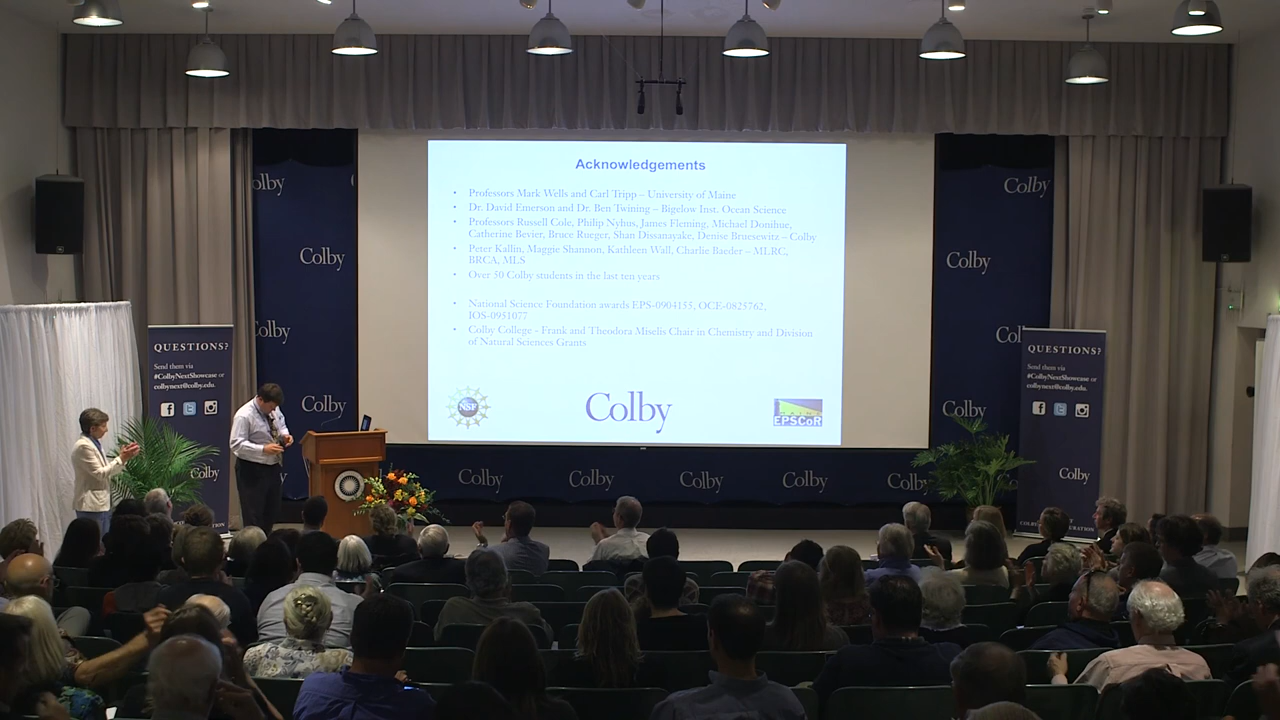 Acknowledgements
• Professors Mark Wells and Carl Tripp – University of Maine
• Dr. David Emerson and Dr. Ben Twining – Bigelow Inst. Ocean Science
• Professors Russell Cole, Philip Nyhus, James Fleming, Michael Donihue,
Catherine Bevier, Bruce Rueger, Shan Dissanayake, Denise Bruesewitz – Colby
• Peter Kallin, Maggie Shannon, Kathleen Wall, Charlie Baeder – MLRC,
BRCA, MLS
• Over 50 Colby students in the last ten years
• National Science Foundation awards EPS-0904155, OCE-0825762,
IOS-0951077
• Colby College - Frank and Theodora Miselis Chair in Chemistry and Division
of Natural Sciences Grants
NSF
Colby
MAINE
EPSCoR
olby
Colby
olby
Colby
Colby
Colby
Col
Colby
Colby
Colby
Colby
Colby
Colb
QUESTIONS?
Send them via
#ColbyNextShowcase or
colbynext@colby.edu.
Colby
QUESTIONS?
Send them via
#ColbyNextShowcase or
colbynext@colby.edu.
Colby